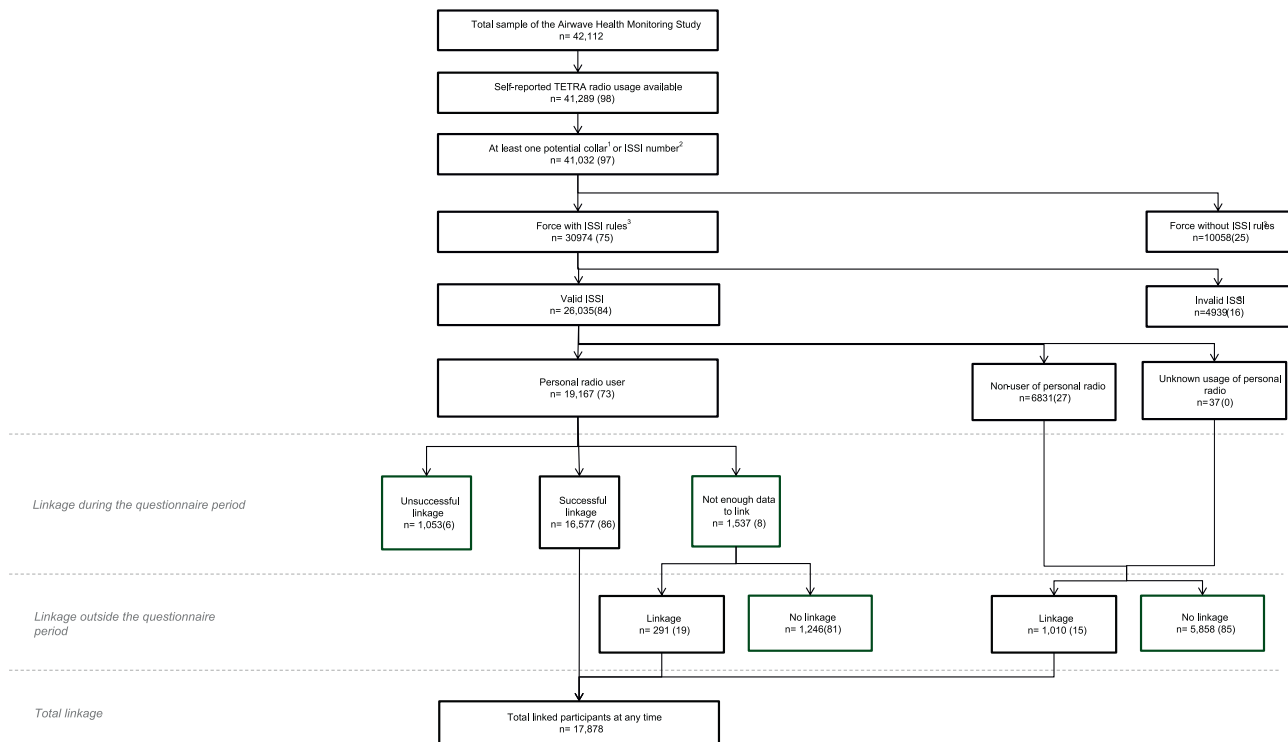 Total sample of the Airwave Health Monitoring Study
n= 42,112
Self-reported TETRA radio usage available
n= 41,289 (98)
At least one potential collar¹ or ISSI number²
n= 41,032 (97)
Force with ISSI rules³
n= 30974 (75)
Force without ISSI rules
n=10058(25)
Valid ISSI
n= 26,035(84)
Invalid ISSI
n=4939(16)
Personal radio user
n= 19,167 (73)
Non-user of personal radio
n=6831(27)
Unknown usage of personal
radio
n=37(0)
Linkage during the questionnaire period
Unsuccessful
linkage
n= 1,053(6)
Successful
linkage
n= 16,577 (86)
Not enough data
to link
n= 1,537 (8)
Linkage outside the questionnaire
period
Linkage
n= 291 (19)
No linkage
n= 1,246(81)
Linkage
n= 1,010 (15)
No linkage
n= 5,858 (85)
Total linkage
Total linked participants at any time
n= 17,878